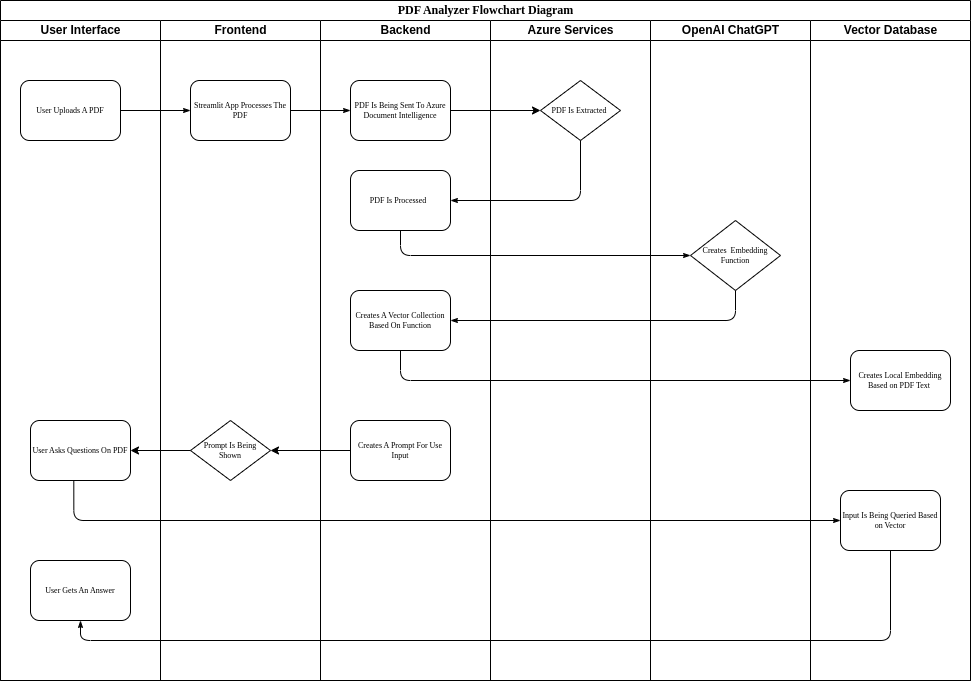 PDF Analyzer Flowchart Diagram
User Interface
Frontend
Backend
Azure Services
OpenAI ChatGPT
Vector Database
User Uploads A PDF
Streamlit App Processes The
PDF
PDF Is Being Sent To Azure
Document Intelligence
PDF Is Extracted
PDF Is Processed
Creates Embedding
Function
Creates A Vector Collection
Based On Function
Creates Local Embedding
Based on PDF Text
User Asks Questions On PDF
Prompt Is Being
Shown
Creates A Prompt For Use
Input
Input Is Being Queried Based
on Vector
User Gets An Answer